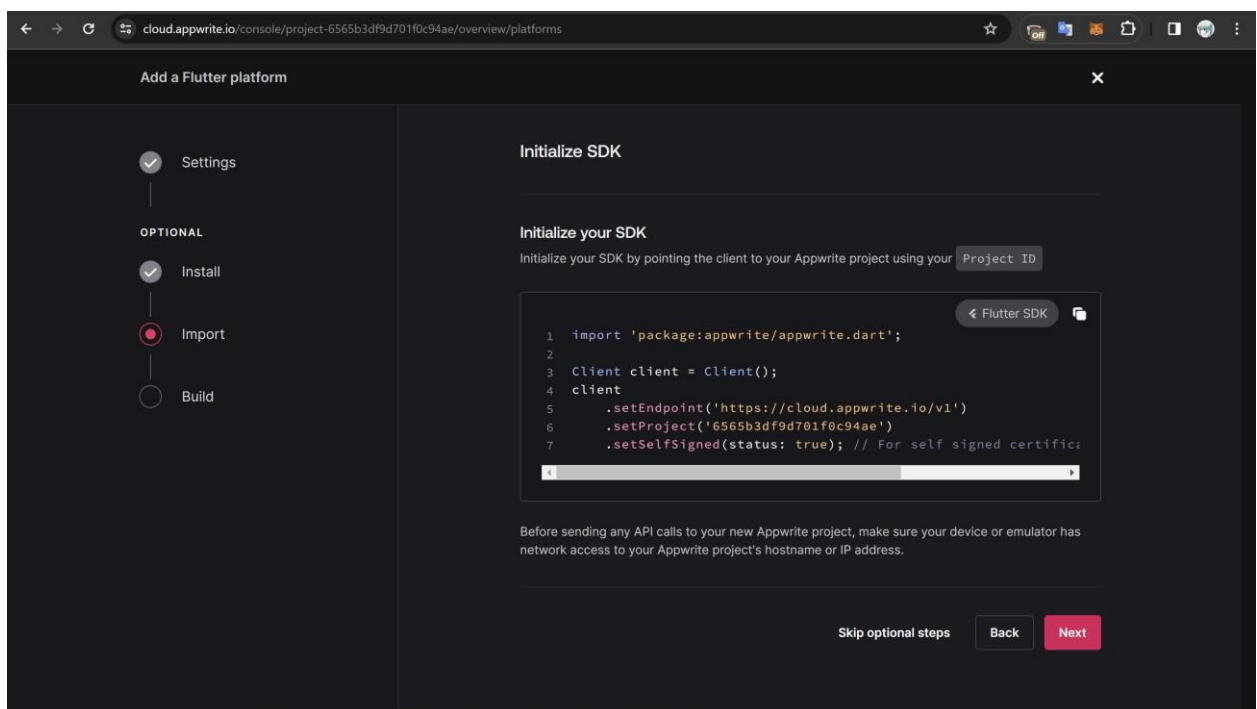 cloud.appwrite.io/console/project-6565b3df9d701f0c94ae/overview/platforms
Off
Add a Flutter platform
Settings
OPTIONAL
Install
Import
Build
Initialize SDK
Initialize your SDK
Initialize your SDK by pointing the client to your Appwrite project using your Project ID
Flutter SDK
1 import 'package:appwrite/appwrite.dart';
2
3 Client client = Client();
4 client
5 .setEndpoint('https://cloud.appwrite.io/v1')
6 .setProject('6565b3df9d701f0c94ae')
7 .setSelfSigned(status: true); // For self signed certifica
Before sending any API calls to your new Appwrite project, make sure your device or emulator has
network access to your Appwrite project's hostname or IP address.
Skip optional steps
Back
Next